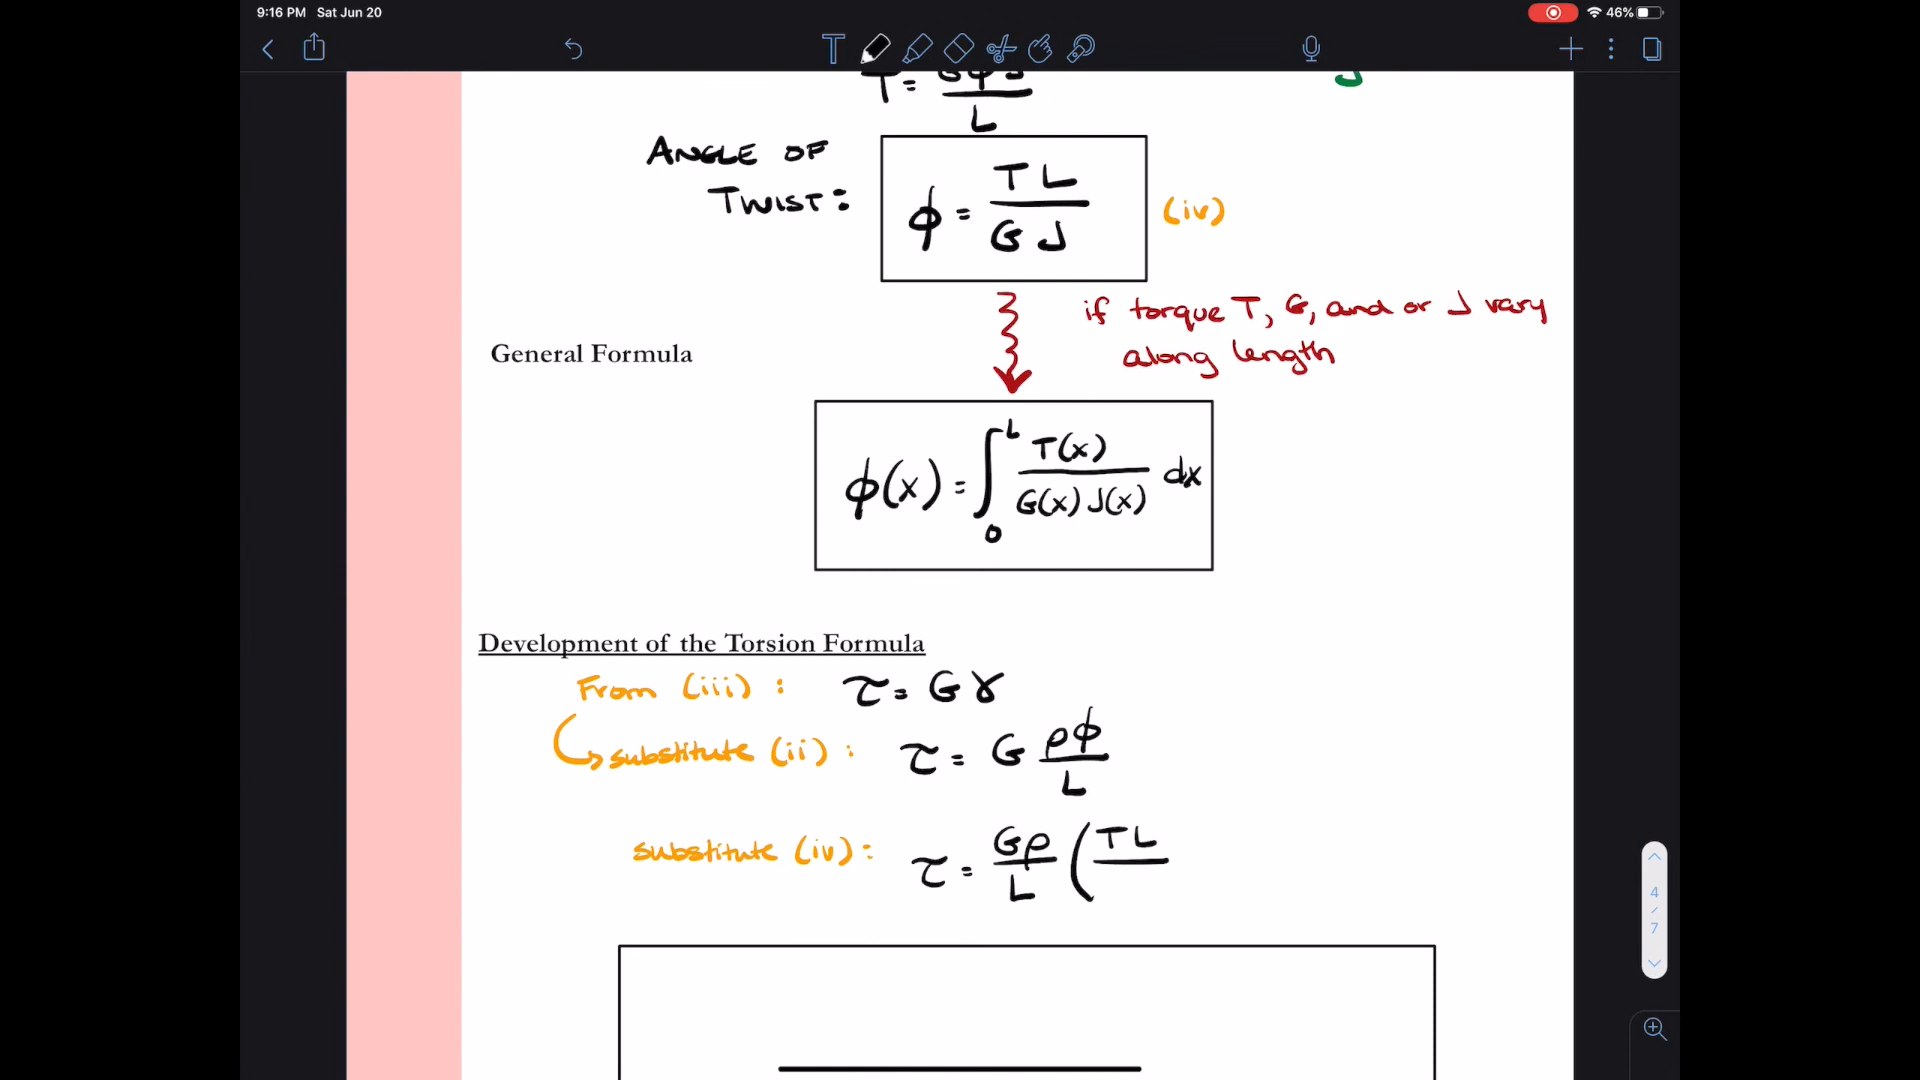 9:16 PM Sat Jun 20
46%
T = GϕJ / L
ANGLE OF
TWIST:
ϕ = TL / GJ
(iv)
if torque T, G, and or J vary
along length
General Formula
ϕ(x) = ∫₀ᴸ T(x) / G(x) J(x) dx
Development of the Torsion Formula
From (iii) : τ = Gγ
substitute (ii) : τ = G ρϕ / L
substitute (iv) : τ = Gρ / L ( TL
4 / 7